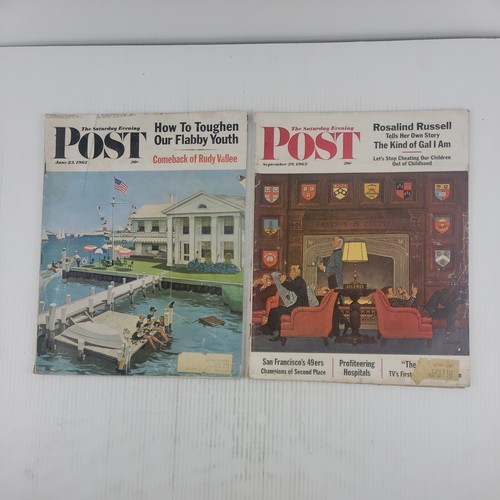 The Saturday Evening
POST
June 23, 1962 20¢
How To Toughen
Our Flabby Youth
Comeback of Rudy Vallee
The Saturday Evening
POST
September 29, 1962 20¢
Rosalind Russell
Tells Her Own Story
The Kind of Gal I Am
Let's Stop Cheating Our Children
Out of Childhood
San Francisco's 49ers
Champions of Second Place
Profiteering
Hospitals
"The
TV's First